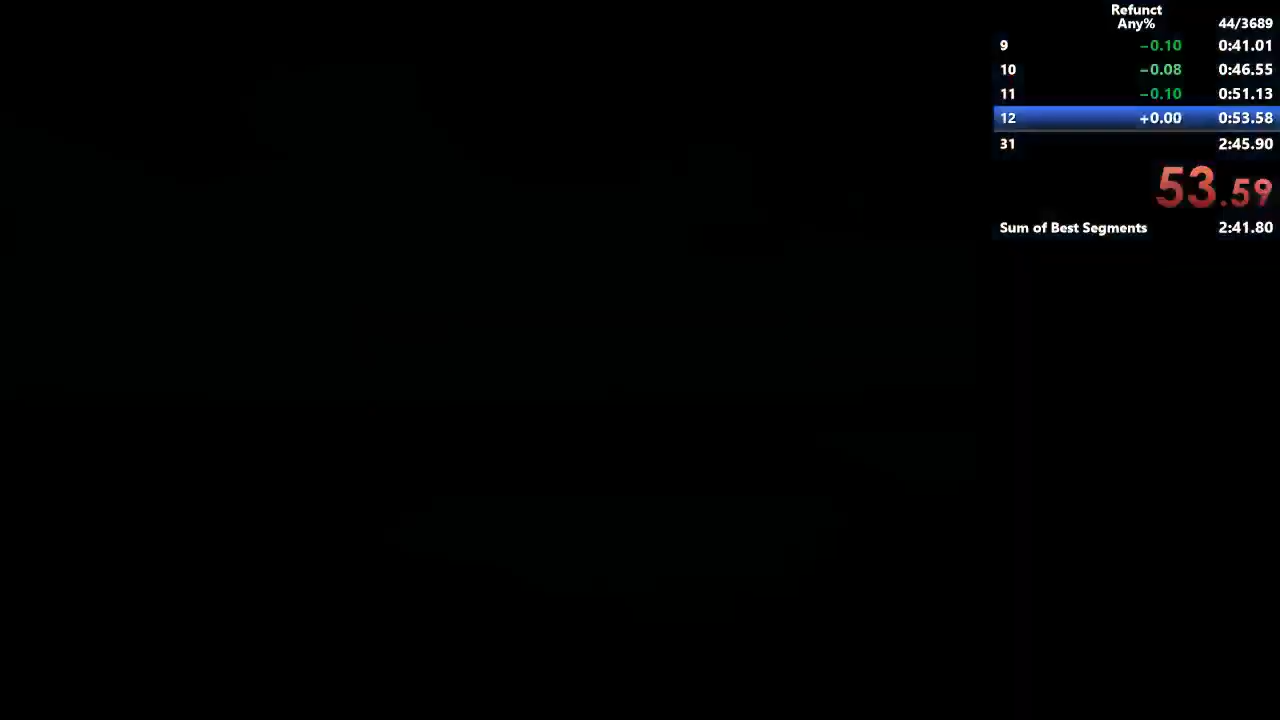 Refunct
Any% 44/3689
9 −0.10 0:41.01
10 −0.08 0:46.55
11 −0.10 0:51.13
12 +0.00 0:53.58
31 2:45.90
53.59
Sum of Best Segments 2:41.80